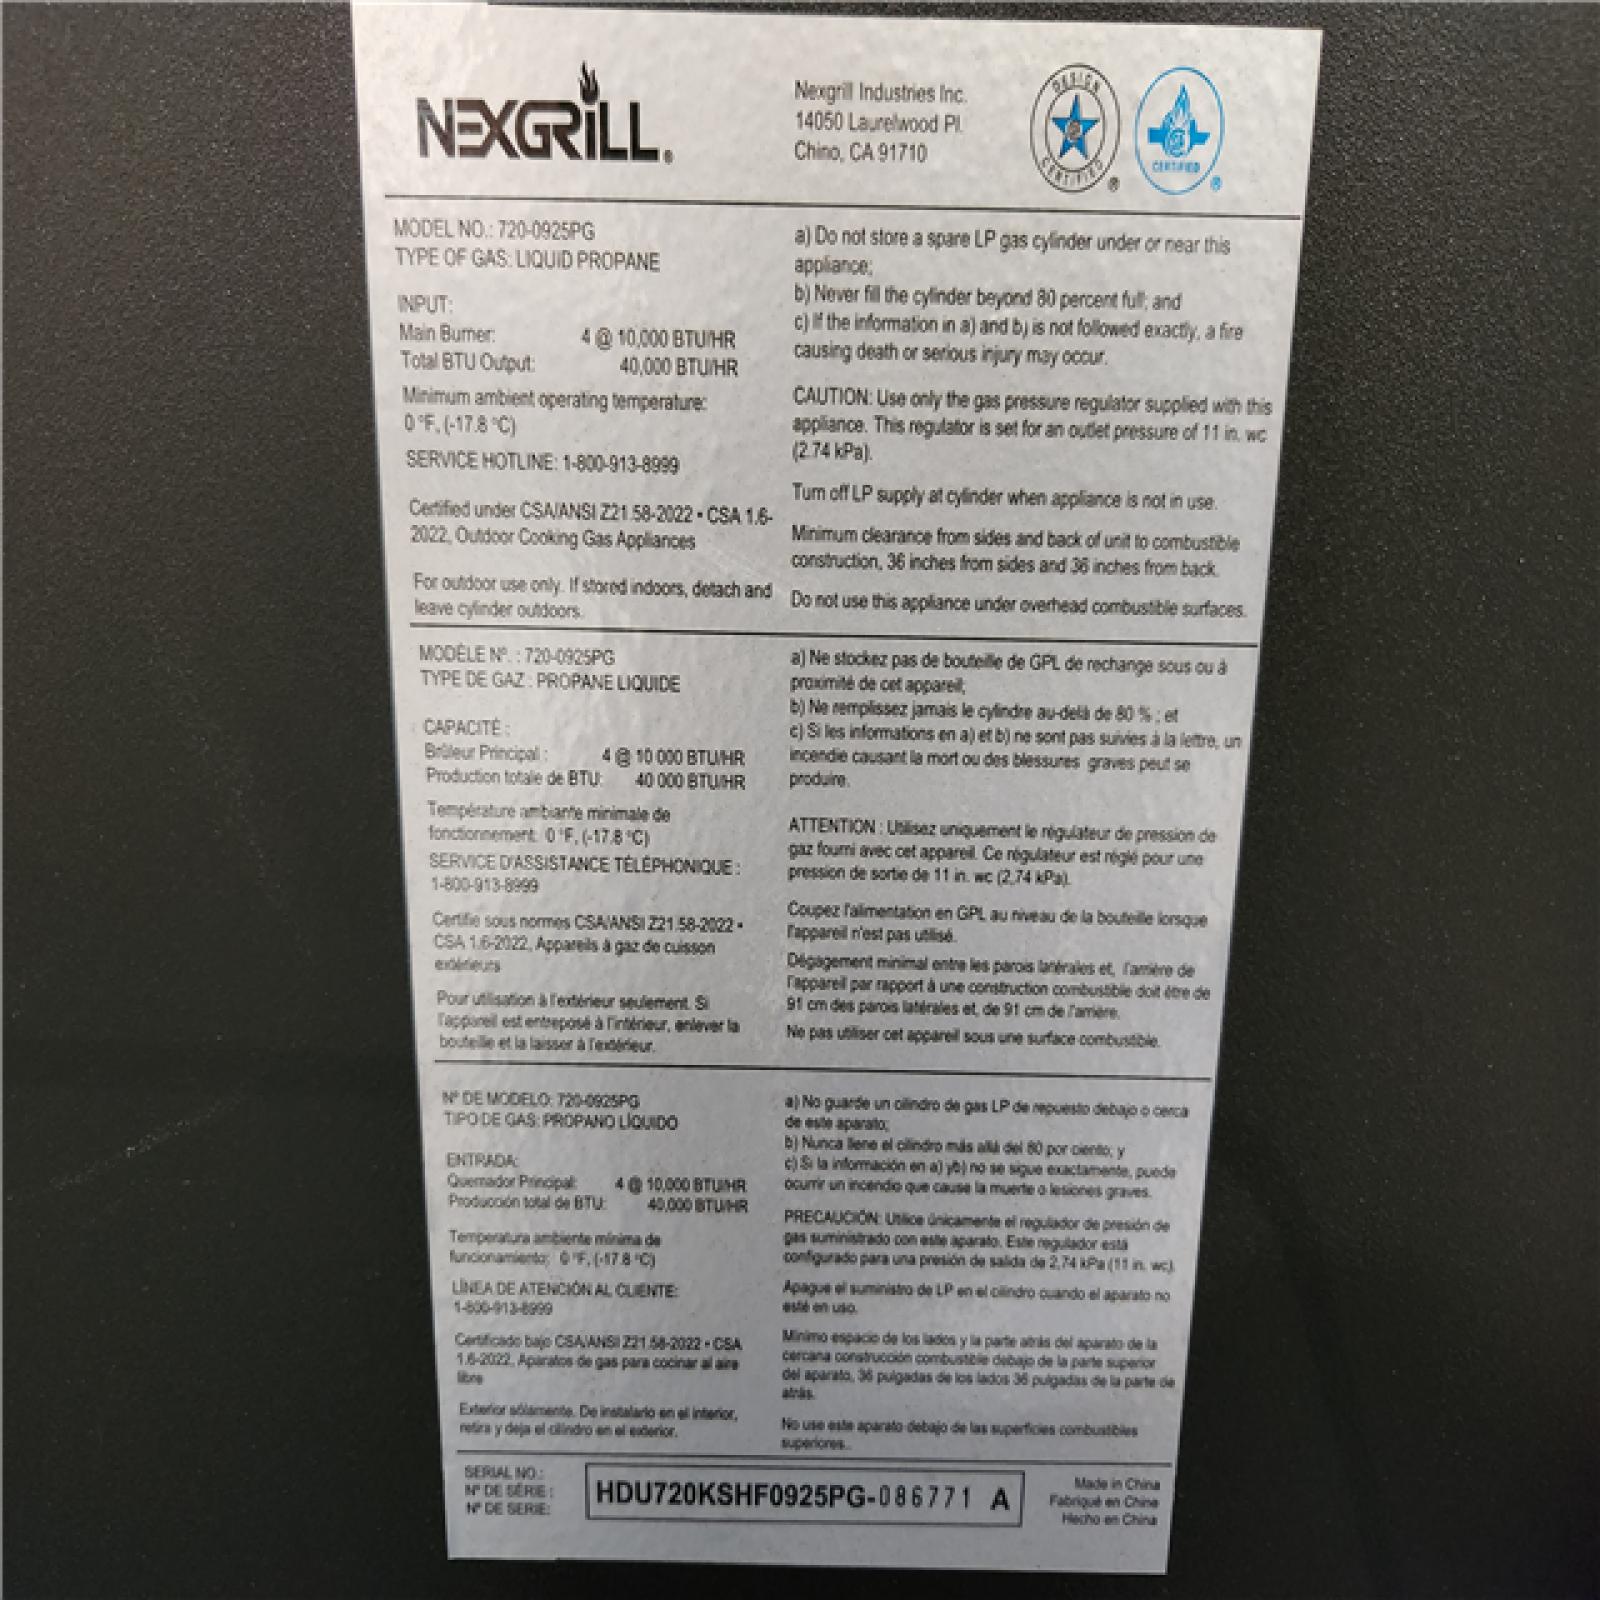 NEXGRILL®
Nexgrill Industries Inc.
14050 Laurelwood Pl.
Chino, CA 91710
DESIGN CERTIFIED ®
CERTIFIED ®
MODEL NO.: 720-0925PG
TYPE OF GAS: LIQUID PROPANE
INPUT:
Main Burner: 4 @ 10,000 BTU/HR
Total BTU Output: 40,000 BTU/HR
Minimum ambient operating temperature:
0 °F, (-17.8 °C)
SERVICE HOTLINE: 1-800-913-8999
Certified under CSA/ANSI Z21.58-2022 • CSA 1.6-
2022, Outdoor Cooking Gas Appliances
For outdoor use only. If stored indoors, detach and
leave cylinder outdoors.
a) Do not store a spare LP gas cylinder under or near this
appliance;
b) Never fill the cylinder beyond 80 percent full; and
c) If the information in a) and b) is not followed exactly, a fire
causing death or serious injury may occur.
CAUTION: Use only the gas pressure regulator supplied with this
appliance. This regulator is set for an outlet pressure of 11 in. wc
(2.74 kPa).
Turn off LP supply at cylinder when appliance is not in use.
Minimum clearance from sides and back of unit to combustible
construction, 36 inches from sides and 36 inches from back.
Do not use this appliance under overhead combustible surfaces.
MODÈLE Nº. : 720-0925PG
TYPE DE GAZ : PROPANE LIQUIDE
CAPACITÉ :
Brûleur Principal : 4 @ 10 000 BTU/HR
Production totale de BTU: 40 000 BTU/HR
Température ambiante minimale de
fonctionnement: 0 °F, (-17.8 °C)
SERVICE D'ASSISTANCE TÉLÉPHONIQUE :
1-800-913-8999
Certifie sous normes CSA/ANSI Z21.58-2022 •
CSA 1.6-2022, Appareils à gaz de cuisson
extérieurs
Pour utilisation à l'extérieur seulement. Si
l'appareil est entreposé à l'intérieur, enlever la
bouteille et la laisser à l'extérieur.
a) Ne stockez pas de bouteille de GPL de rechange sous ou à
proximité de cet appareil;
b) Ne remplissez jamais le cylindre au-delà de 80 % ; et
c) Si les informations en a) et b) ne sont pas suivies à la lettre, un
incendie causant la mort ou des blessures graves peut se
produire.
ATTENTION : Utilisez uniquement le régulateur de pression de
gaz fourni avec cet appareil. Ce régulateur est réglé pour une
pression de sortie de 11 in. wc (2,74 kPa).
Coupez l'alimentation en GPL au niveau de la bouteille lorsque
l'appareil n'est pas utilisé.
Dégagement minimal entre les parois latérales et, l'arrière de
l'appareil par rapport à une construction combustible doit être de
91 cm des parois latérales et, de 91 cm de l'arrière.
Ne pas utiliser cet appareil sous une surface combustible.
Nº DE MODELO: 720-0925PG
TIPO DE GAS: PROPANO LÍQUIDO
ENTRADA:
Quemador Principal: 4 @ 10,000 BTU/HR
Producción total de BTU: 40,000 BTU/HR
Temperatura ambiente mínima de
funcionamiento: 0 °F, (-17.8 °C)
LÍNEA DE ATENCIÓN AL CLIENTE:
1-800-913-8999
Certificado bajo CSA/ANSI Z21.58-2022 • CSA
1.6-2022, Aparatos de gas para cocinar al aire
libre
Exterior sólamente. De instalarlo en el interior,
retira y deja el cilindro en el exterior.
a) No guarde un cilindro de gas LP de repuesto debajo o cerca
de este aparato;
b) Nunca llene el cilindro más allá del 80 por ciento; y
c) Si la información en a) yb) no se sigue exactamente, puede
ocurrir un incendio que cause la muerte o lesiones graves.
PRECAUCIÓN: Utilice únicamente el regulador de presión de
gas suministrado con este aparato. Este regulador está
configurado para una presión de salida de 2,74 kPa (11 in. wc).
Apague el suministro de LP en el cilindro cuando el aparato no
esté en uso.
Mínimo espacio de los lados y la parte atrás del aparato de la
cercana construcción combustible debajo de la parte superior
del aparato, 36 pulgadas de los lados 36 pulgadas de la parte de
atrás.
No use este aparato debajo de las superficies combustibles
superiores..
SERIAL NO.:
Nº DE SÉRIE :
Nº DE SERIE:
HDU720KSHF0925PG-086771 A
Made in China
Fabriqué en Chine
Hecho en China